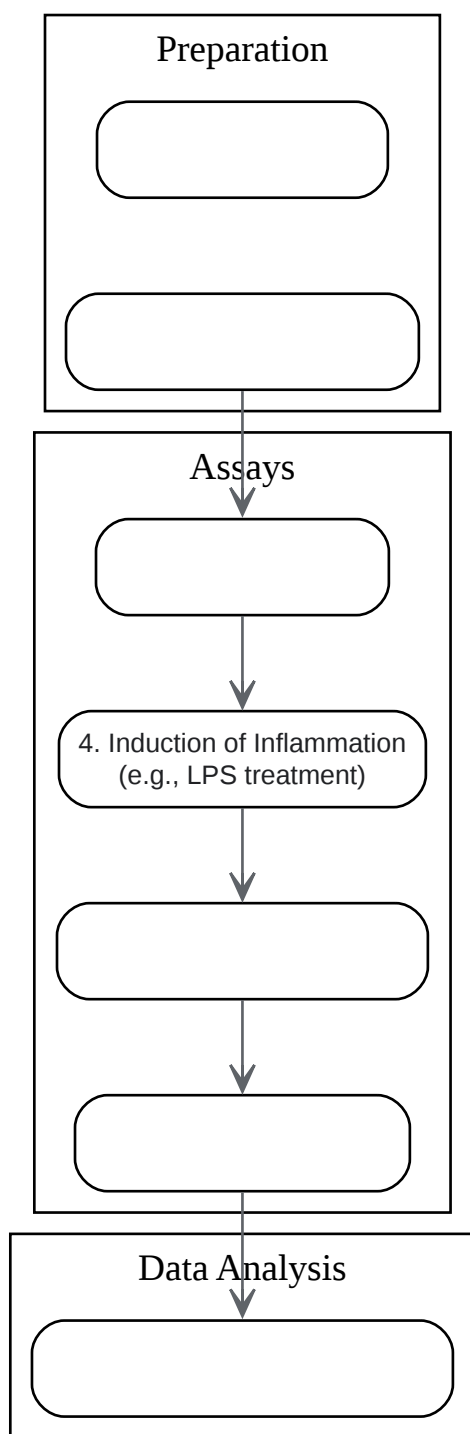 Preparation
Assays
4. Induction of Inflammation
(e.g., LPS treatment)
Data Analysis